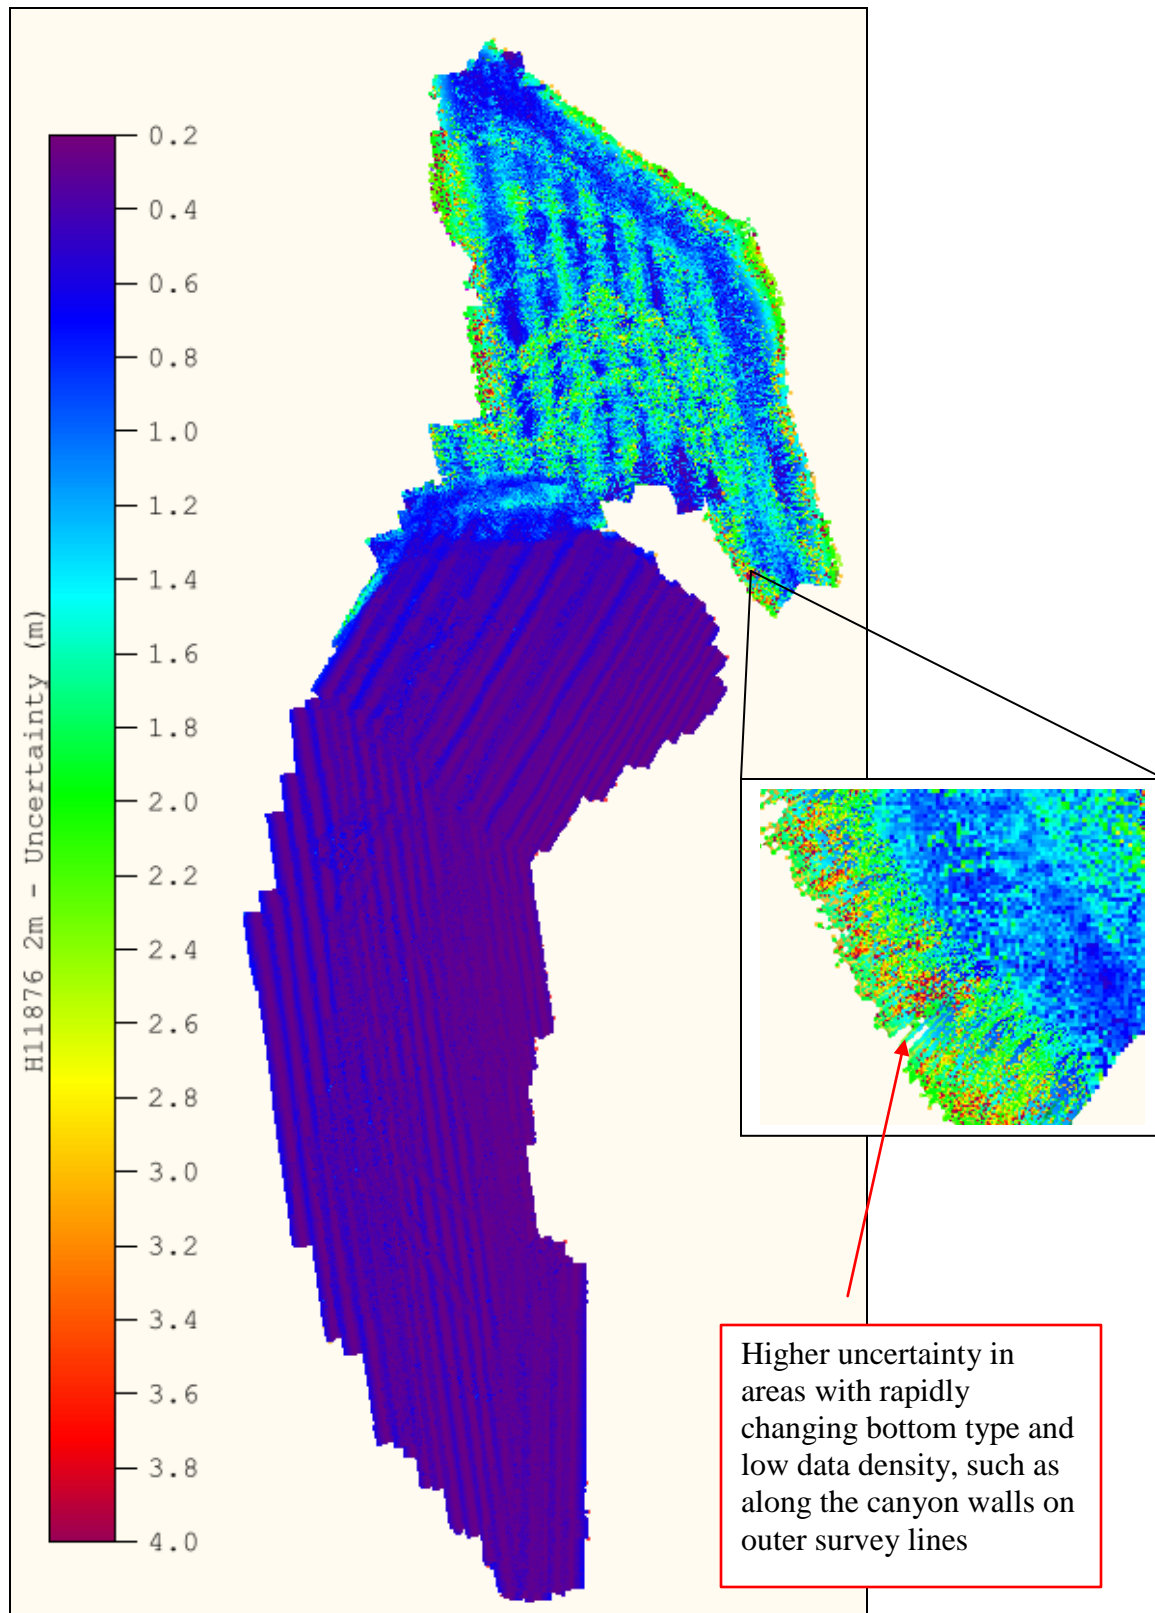 H11876 2m - Uncertainty (m)
0.2
0.4
0.6
0.8
1.0
1.2
1.4
1.6
1.8
2.0
2.2
2.4
2.6
2.8
3.0
3.2
3.4
3.6
3.8
4.0
Higher uncertainty in
areas with rapidly
changing bottom type and
low data density, such as
along the canyon walls on
outer survey lines